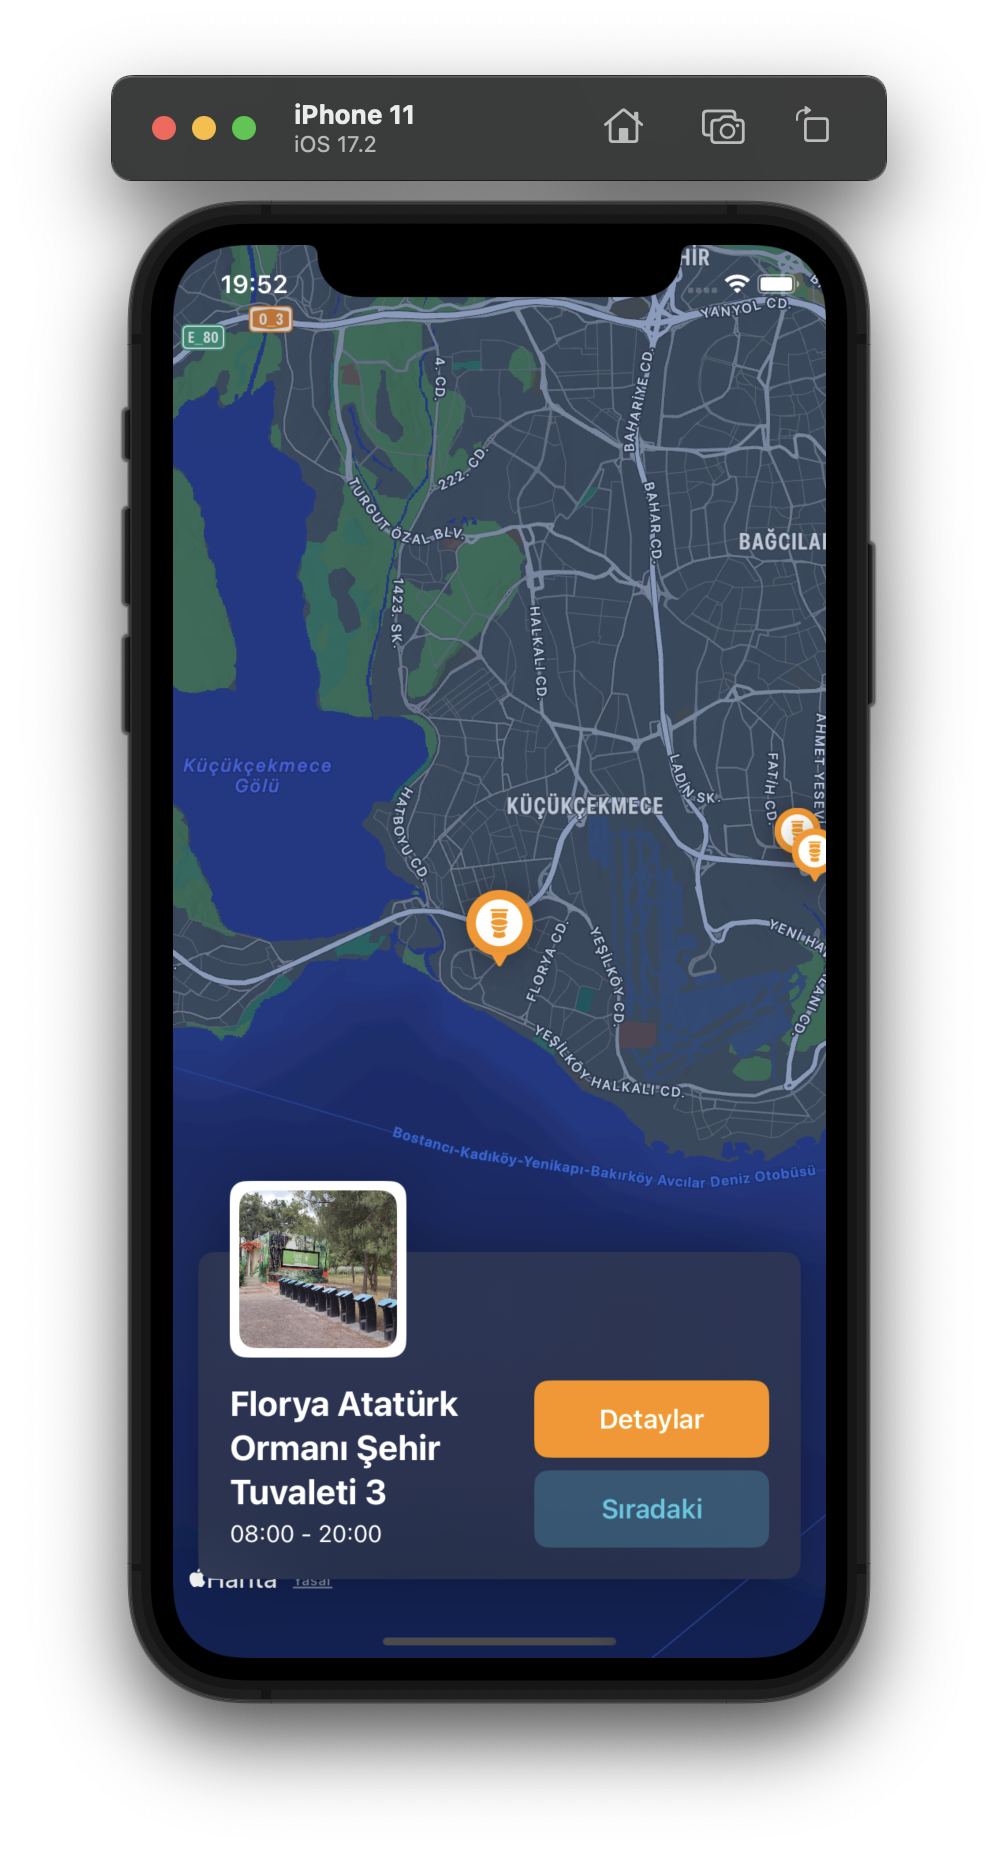 iPhone 11
iOS 17.2
19:52
HİR
YANYOL CD.
O_3
E_80
4. CD.
BAHARİYE CD.
222. CD.
TURGUT ÖZAL BLV.
BAHAR CD.
BAĞCILAR
1423. SK.
HALKALI CD.
AHMET YESEVİ
Küçükçekmece
Gölü
LADİN SK.
FATİH CD.
KÜÇÜKÇEKMECE
HATBOYU CD.
FLORYA CD.
YEŞİLKÖY CD.
YENİ HA
ANI CD.
YEŞİLKÖY HALKALI CD.
Bostancı-Kadıköy-Yenikapı-Bakırköy Avcılar Deniz Otobüsü
Florya Atatürk
Ormanı Şehir
Tuvaleti 3
08:00 - 20:00
Detaylar
Sıradaki
Harita
Yasal